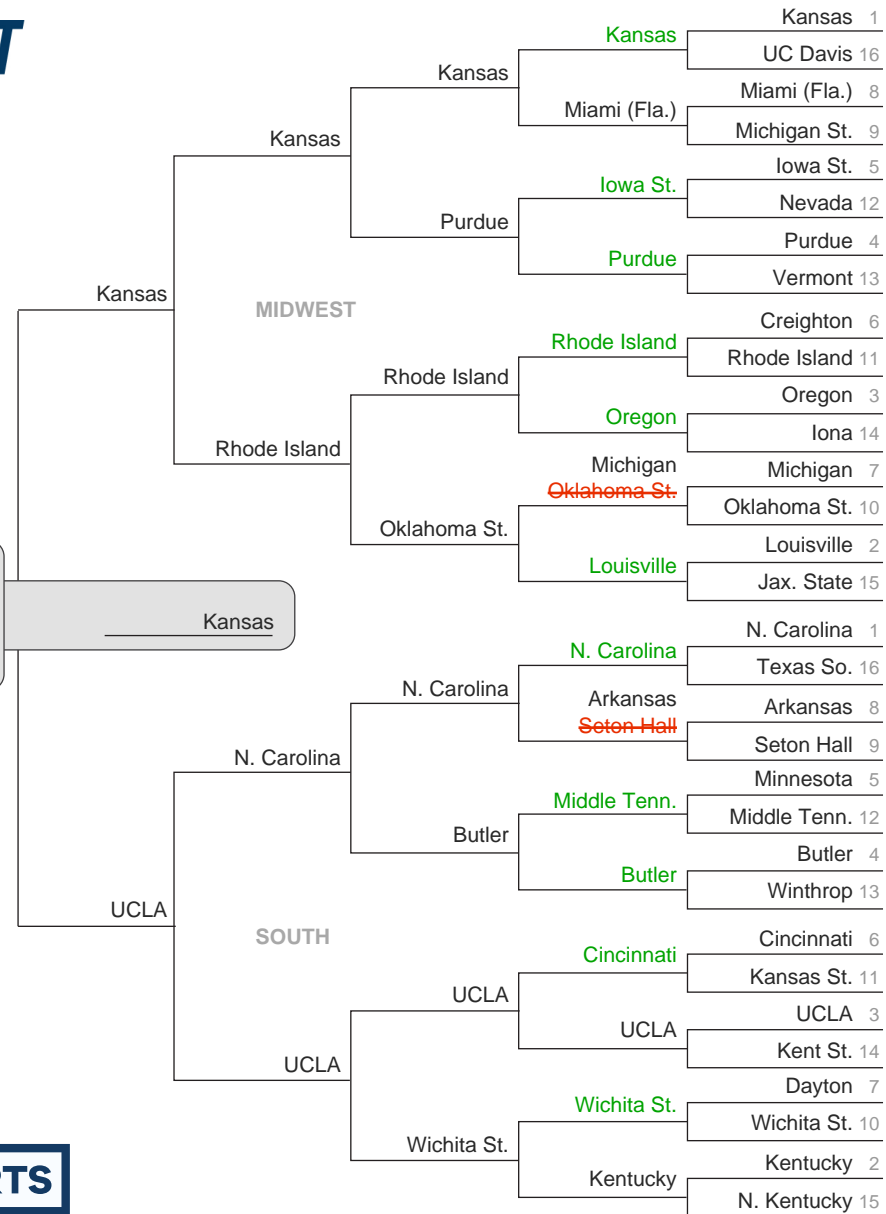 T
Kansas 1
Kansas
UC Davis 16
Kansas
Miami (Fla.) 8
Miami (Fla.)
Michigan St. 9
Kansas
Iowa St. 5
Iowa St.
Nevada 12
Purdue
Purdue 4
Purdue
Vermont 13
Kansas
MIDWEST
Creighton 6
Rhode Island
Rhode Island 11
Rhode Island
Oregon 3
Oregon
Iona 14
Rhode Island
Michigan
Michigan 7
Oklahoma St.
Oklahoma St. 10
Oklahoma St.
Louisville 2
Louisville
Jax. State 15
Kansas
N. Carolina 1
N. Carolina
Texas So. 16
N. Carolina
Arkansas
Arkansas 8
Seton Hall
Seton Hall 9
N. Carolina
Minnesota 5
Middle Tenn.
Middle Tenn. 12
Butler
Butler 4
Butler
Winthrop 13
UCLA
SOUTH
Cincinnati 6
Cincinnati
Kansas St. 11
UCLA
UCLA 3
UCLA
Kent St. 14
UCLA
Dayton 7
Wichita St.
Wichita St. 10
Wichita St.
Kentucky 2
Kentucky
N. Kentucky 15
RTS